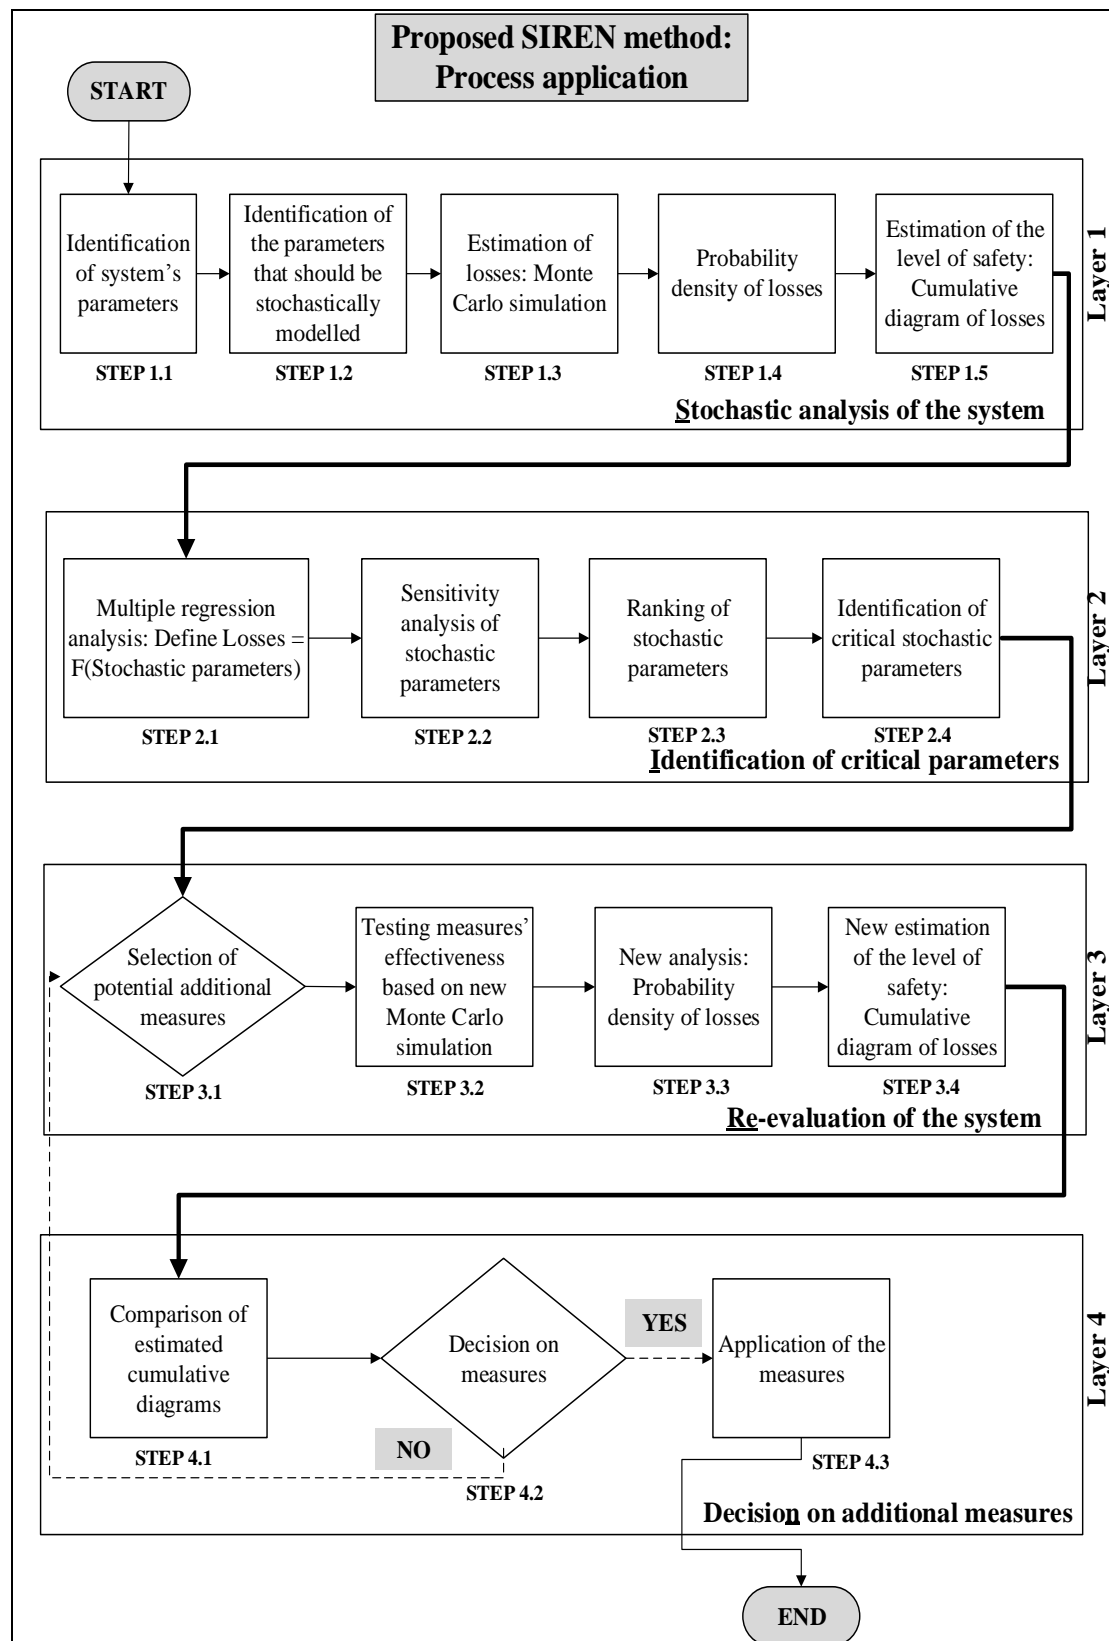 Proposed SIREN method:
Process application
START
Identification
of system's
parameters
STEP 1.1
Identification of
the parameters
that should be
stochastically
modelled
STEP 1.2
Estimation of
losses: Monte
Carlo simulation
STEP 1.3
Probability
density of losses
STEP 1.4
Estimation of the
level of safety:
Cumulative
diagram of losses
STEP 1.5
Stochastic analysis of the system
Layer 1
Multiple regression
analysis: Define Losses =
F(Stochastic parameters)
STEP 2.1
Sensitivity
analysis of
stochastic
parameters
STEP 2.2
Ranking of
stochastic
parameters
STEP 2.3
Identification of
critical stochastic
parameters
STEP 2.4
Identification of critical parameters
Layer 2
Selection of
potential additional
measures
STEP 3.1
Testing measures’
effectiveness
based on new
Monte Carlo
simulation
STEP 3.2
New analysis:
Probability
density of losses
STEP 3.3
New estimation
of the level of
safety:
Cumulative
diagram of losses
STEP 3.4
Re-evaluation of the system
Layer 3
Comparison of
estimated
cumulative
diagrams
STEP 4.1
Decision on
measures
STEP 4.2
YES
NO
Application of the
measures
STEP 4.3
Decision on additional measures
Layer 4
END